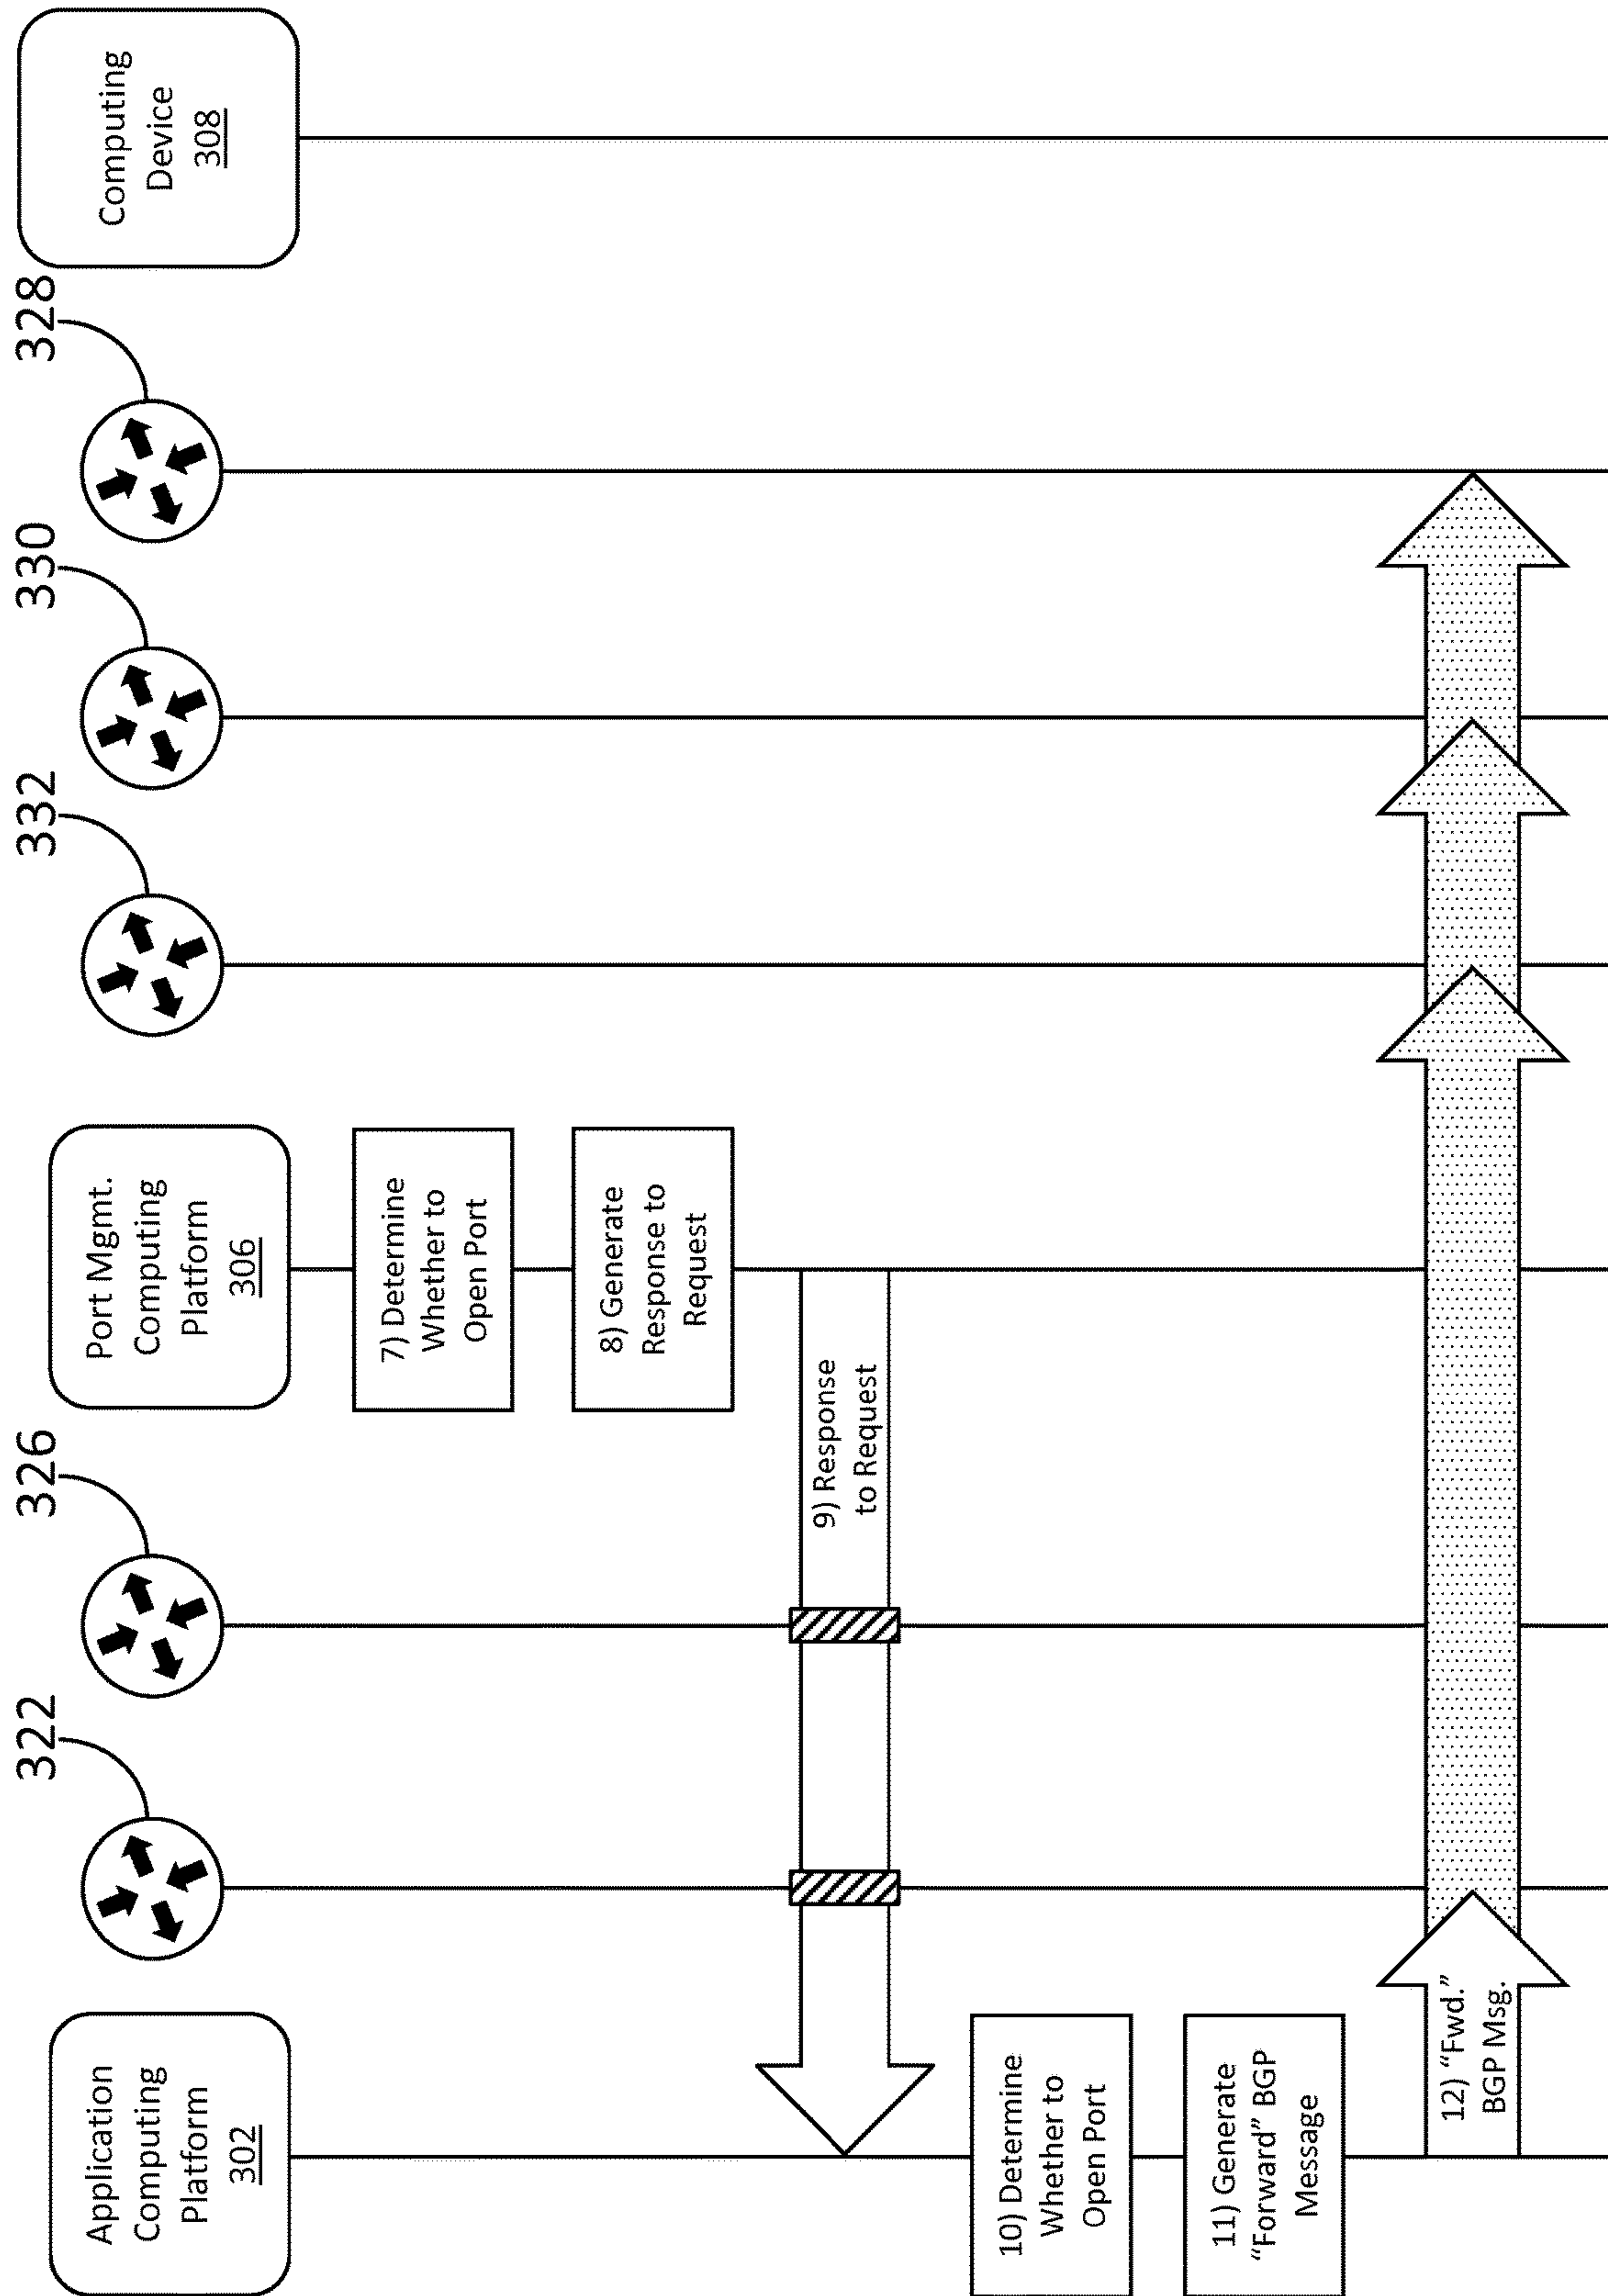 Application
Computing
Platform
302
322
326
Port Mgmt.
Computing
Platform
306
332
330
328
Computing
Device
308
7) Determine
Whether to
Open Port
8) Generate
Response to
Request
9) Response
to Request
10) Determine
Whether to
Open Port
11) Generate
“Forward” BGP
Message
12) “Fwd.”
BGP Msg.